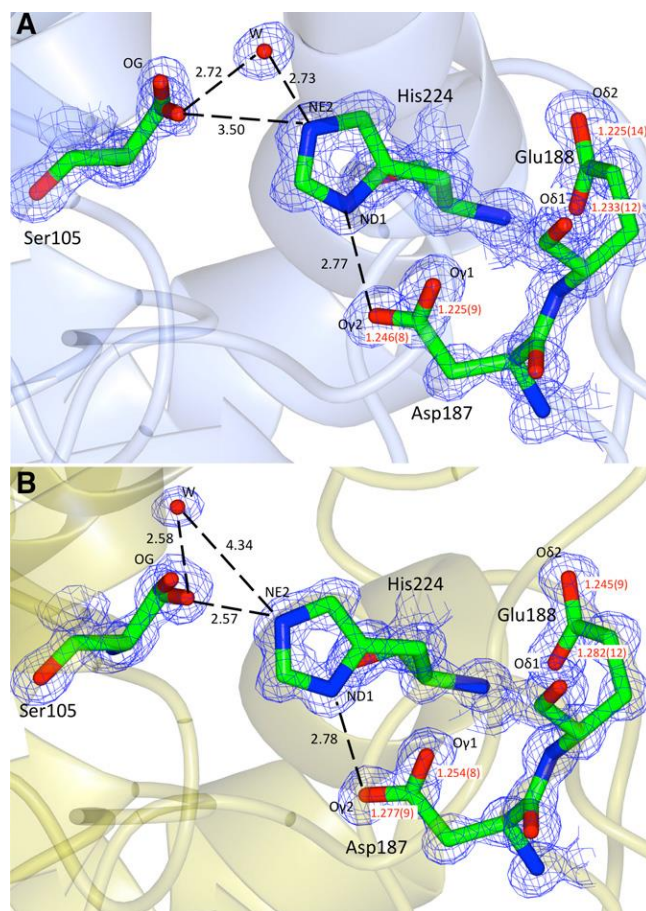 A
W
OG
2.72
2.73
NE2
His224
3.50
Oδ2
1.225(14)
Glu188
Oδ1
1.233(12)
ND1
Ser105
2.77
Oγ1
Oγ2
1.225(9)
1.246(8)
Asp187
B
W
2.58
4.34
OG
NE2
His224
2.57
Oδ2
1.245(9)
Glu188
Oδ1
1.282(12)
ND1
Ser105
2.78
Oγ1
1.254(8)
Oγ2
1.277(9)
Asp187